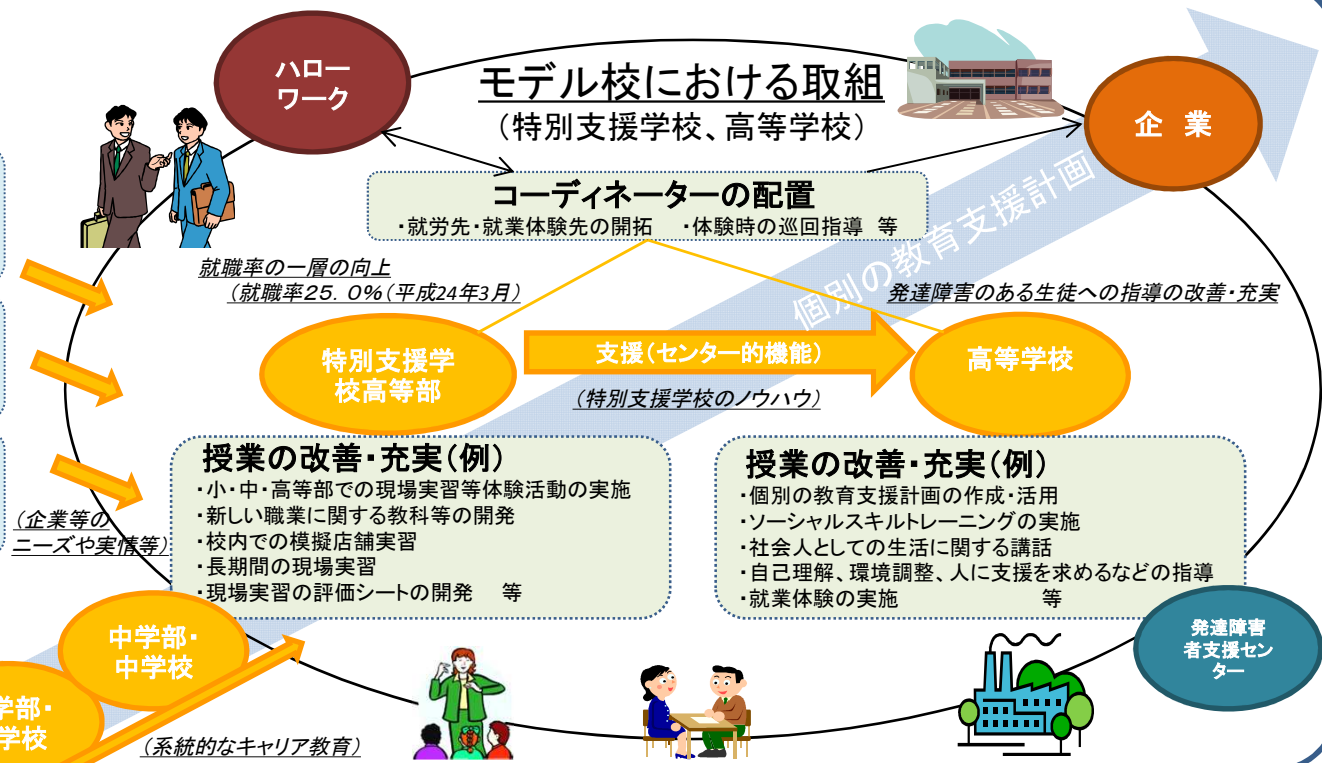 ハロー
ワーク
モデル校における取組
（特別支援学校、高等学校）
企 業
コーディネーターの配置
・就労先・就業体験先の開拓 ・体験時の巡回指導 等
個別の教育支援計画
就職率の一層の向上
（就職率２５．０％（平成24年3月）
発達障害のある生徒への指導の改善・充実
特別支援学
校高等部
支援（センター的機能）
高等学校
（特別支援学校のノウハウ）
授業の改善・充実（例）
・小・中・高等部での現場実習等体験活動の実施
・新しい職業に関する教科等の開発
・校内での模擬店舗実習
・長期間の現場実習
・現場実習の評価シートの開発 等
授業の改善・充実（例）
・個別の教育支援計画の作成・活用
・ソーシャルスキルトレーニングの実施
・社会人としての生活に関する講話
・自己理解、環境調整、人に支援を求めるなどの指導
・就業体験の実施 等
（企業等の
ニーズや実情等）
中学部・
中学校
発達障害
者支援セン
ター
学部・
学校
（系統的なキャリア教育）